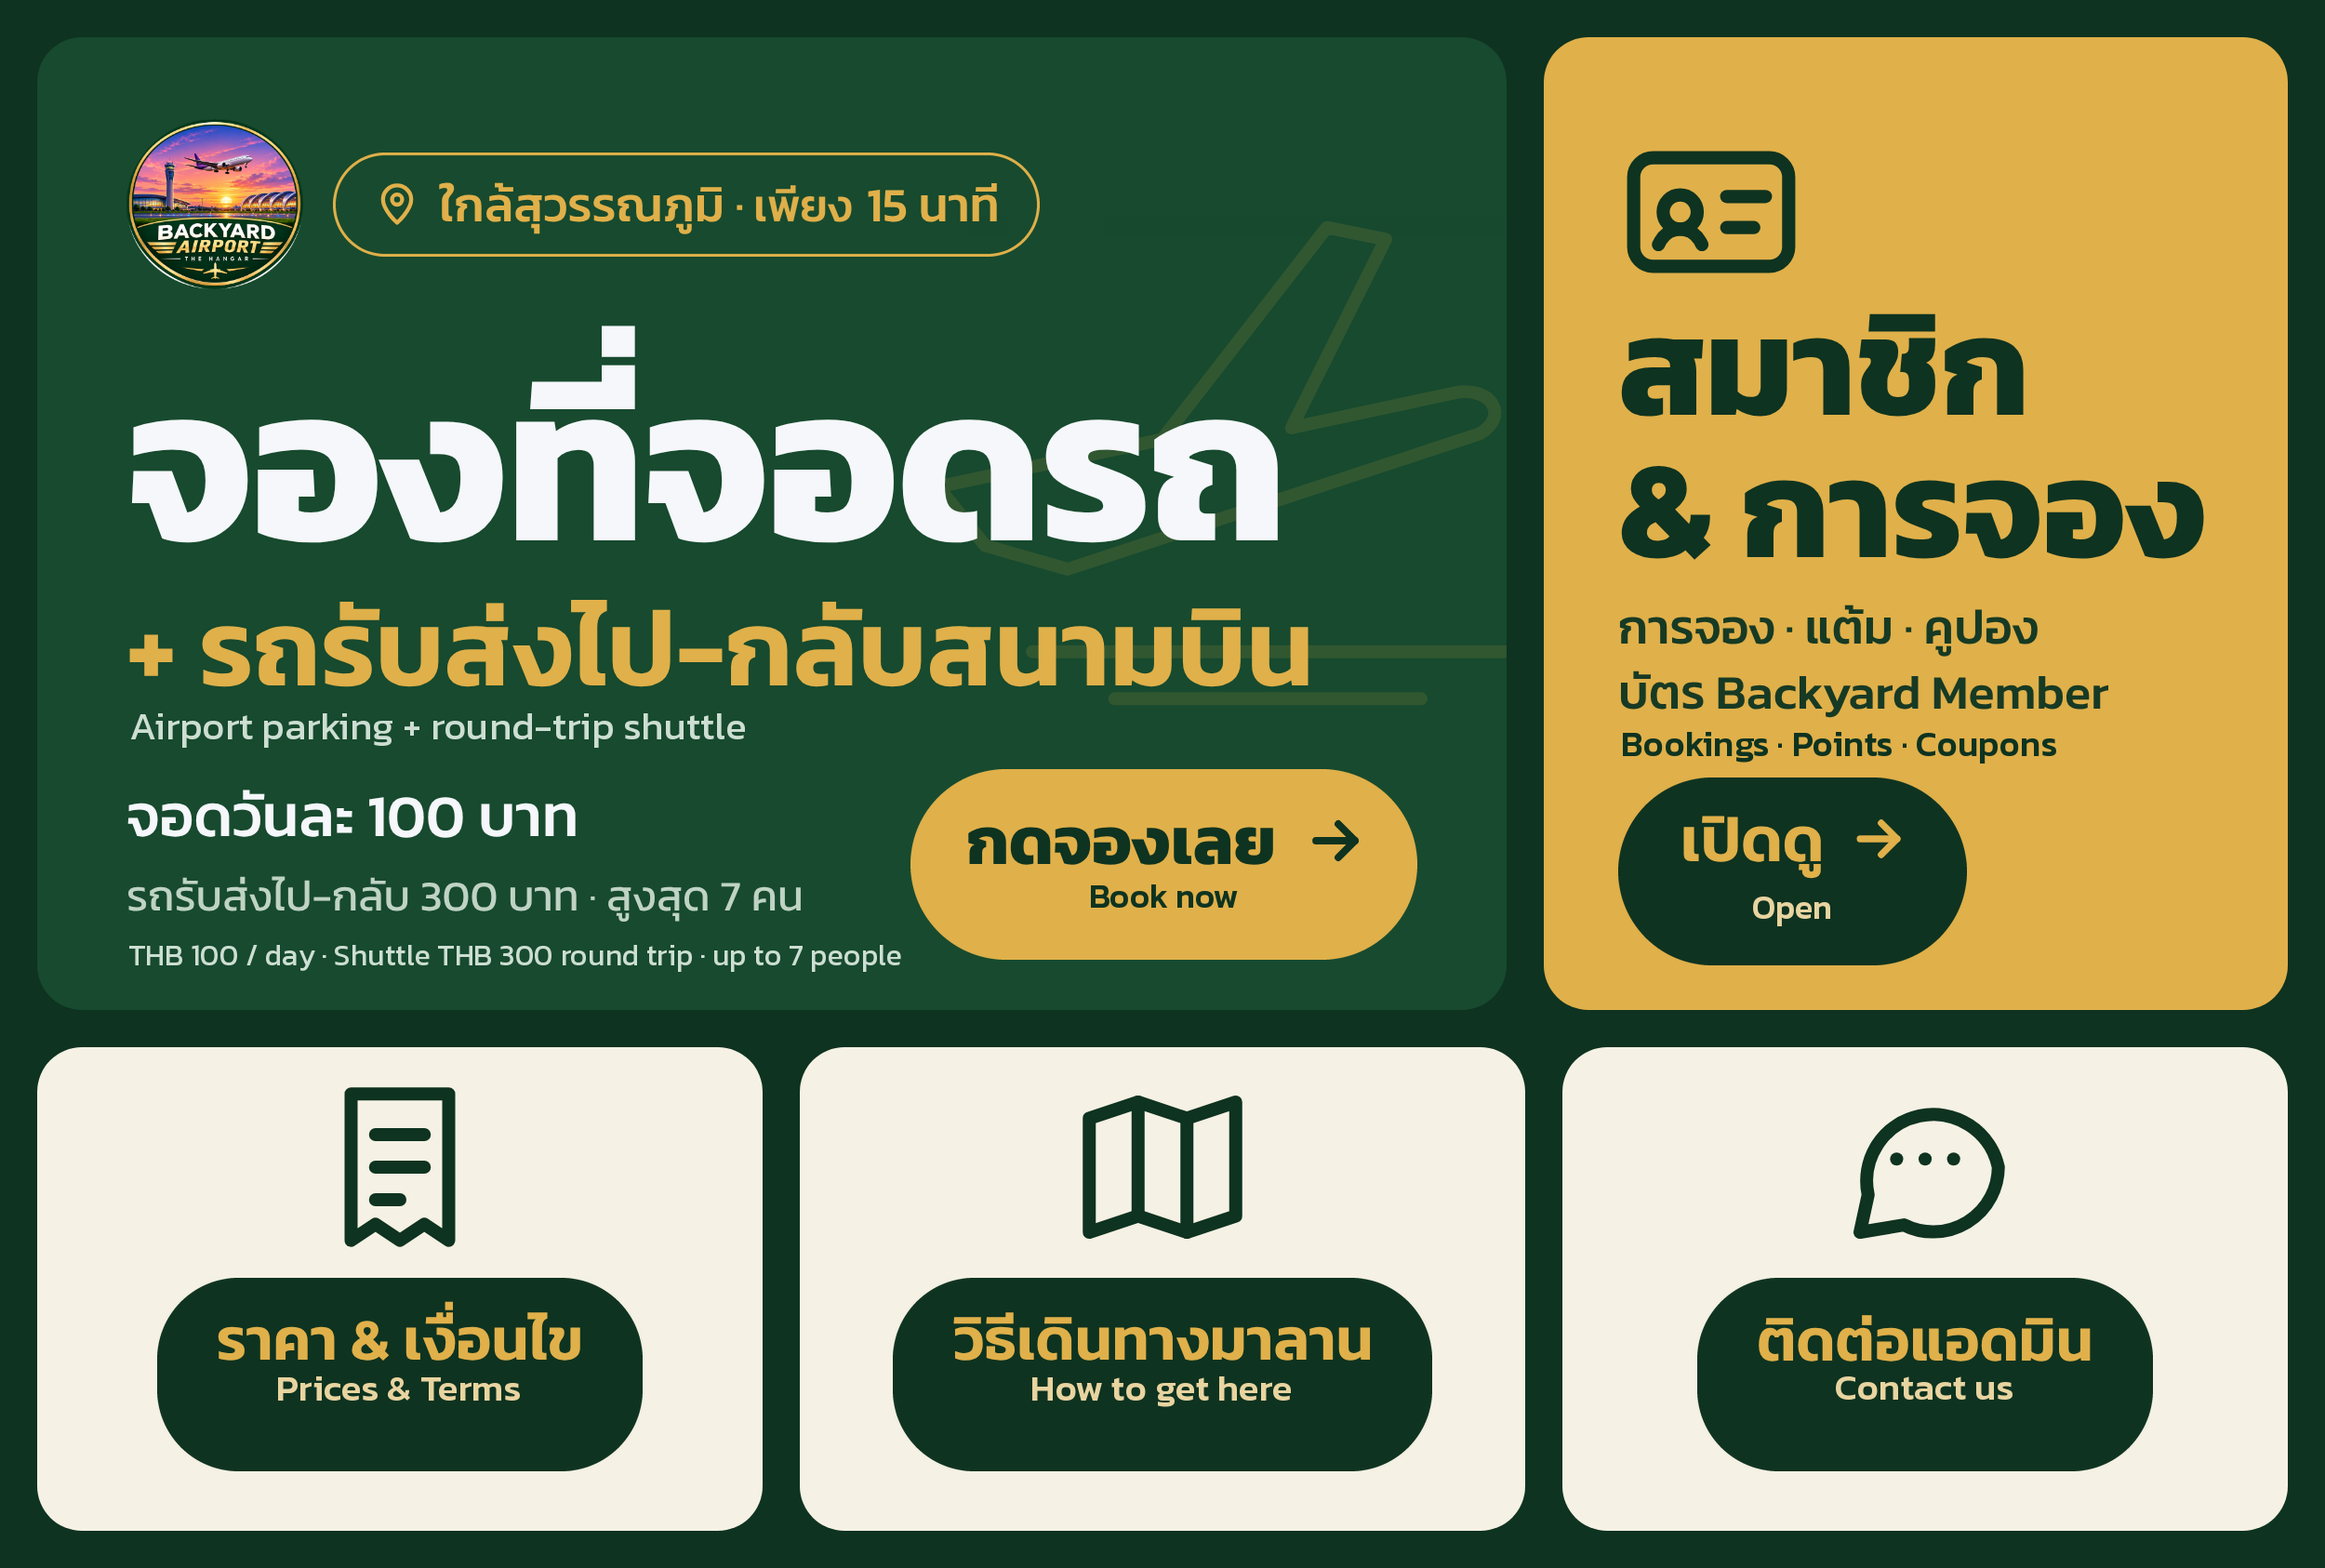 BACKYARD
AIRPORT
THE HANGAR
ใกล้สุวรรณภูมิ · เพียง 15 นาที
จองที่จอดรถ
+ รถรับส่งไป-กลับสนามบิน
Airport parking + round-trip shuttle
จอดวันละ 100 บาท
รถรับส่งไป-กลับ 300 บาท · สูงสุด 7 คน
THB 100 / day · Shuttle THB 300 round trip · up to 7 people
กดจองเลย →
Book now
สมาชิก
& การจอง
การจอง · แต้ม · คูปอง
บัตร Backyard Member
Bookings · Points · Coupons
เปิดดู →
Open
ราคา & เงื่อนไข
Prices & Terms
วิธีเดินทางมาลาน
How to get here
ติดต่อแอดมิน
Contact us